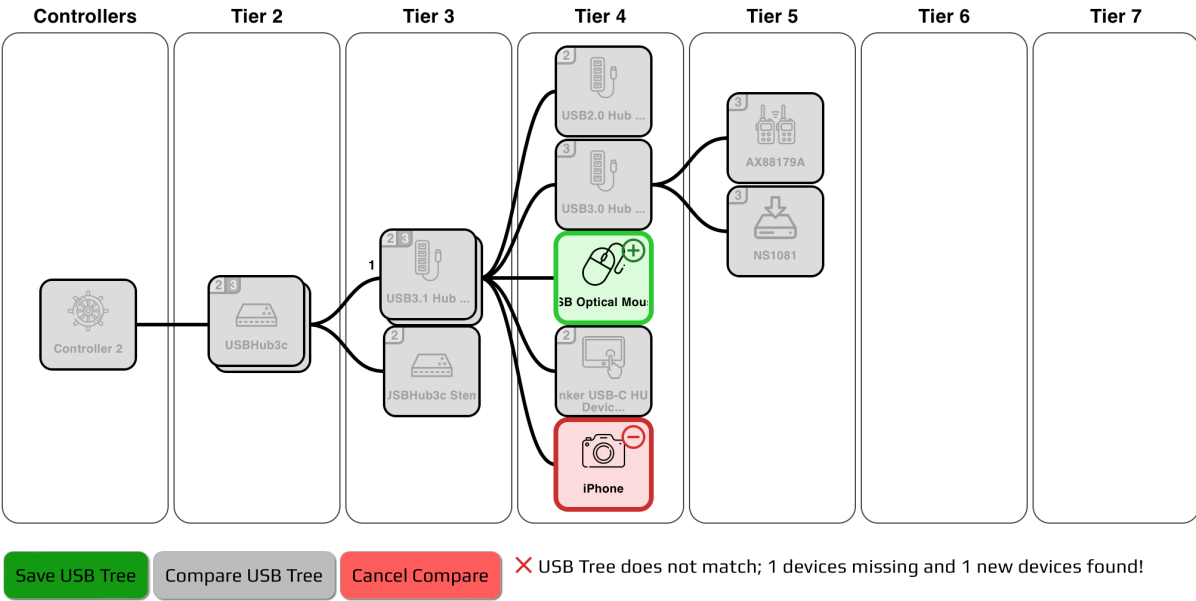 Controllers
Tier 2
Tier 3
Tier 4
Tier 5
Tier 6
Tier 7
Controller 2
2 3
USBHub3c
1
2 3
USB3.1 Hub ...
2
USBHub3c Stem
2
USB2.0 Hub ...
3
USB3.0 Hub ...
SB Optical Mou
2
nker USB-C HU
Devic...
iPhone
3
AX88179A
3
NS1081
Save USB Tree
Compare USB Tree
Cancel Compare
USB Tree does not match; 1 devices missing and 1 new devices found!